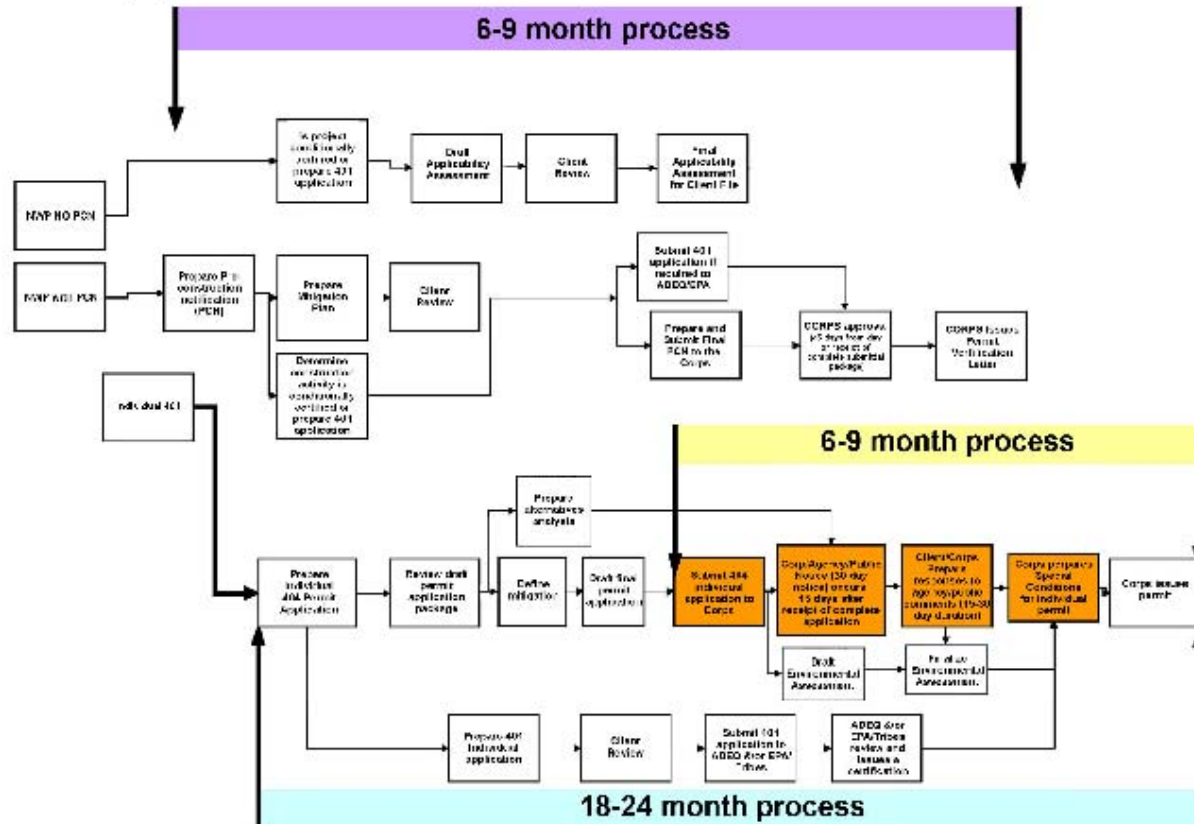 6-9 month process
Is project
conditionally
certified or
prepare 401
application
Draft
Applicability
Assessment
Client
Review
Final
Applicability
Assessment
for Client File
NWP NO PCN
NWP
PCN
Prepare Pre-
construction
notification
(PCN)
Prepare
Mitigation
Plan
Client
Review
Submit 401
application if
required to
ADEQ/EPA
Prepare and
Submit Final
PCN to the
Corps
CORPS
days from day
of receipt of
complete submittal
package)
CORPS Issues
Permit
Verification
Letter
Determine
construction
activity is
conditionally
certified or
prepare 401
application
Individual
6-9 month process
Prepare
alternatives
analysis
Prepare
Individual
404 Permit
Application
Review draft
permit
application
package
Define
mitigation
Draft final
permit
application
Submit 404
individual
application to
Corps
Corp/Agency/Public
Notice (30 day
notice) occurs
15 days after
receipt of complete
application
Client/Corps
Prepare
responses to
agency/public
comments
day duration)
Corps prepares
Special
Conditions
for individual
permit
Corps issues
permit
Draft
Environmental
Assessment
Finalize
Environmental
Assessment
Prepare 401
Individual
application
Client
Review
Submit 401
application to
ADEQ &/or EPA/
Tribes
ADEQ &/or
EPA/Tribes
review and
issues a
certification
18-24 month process